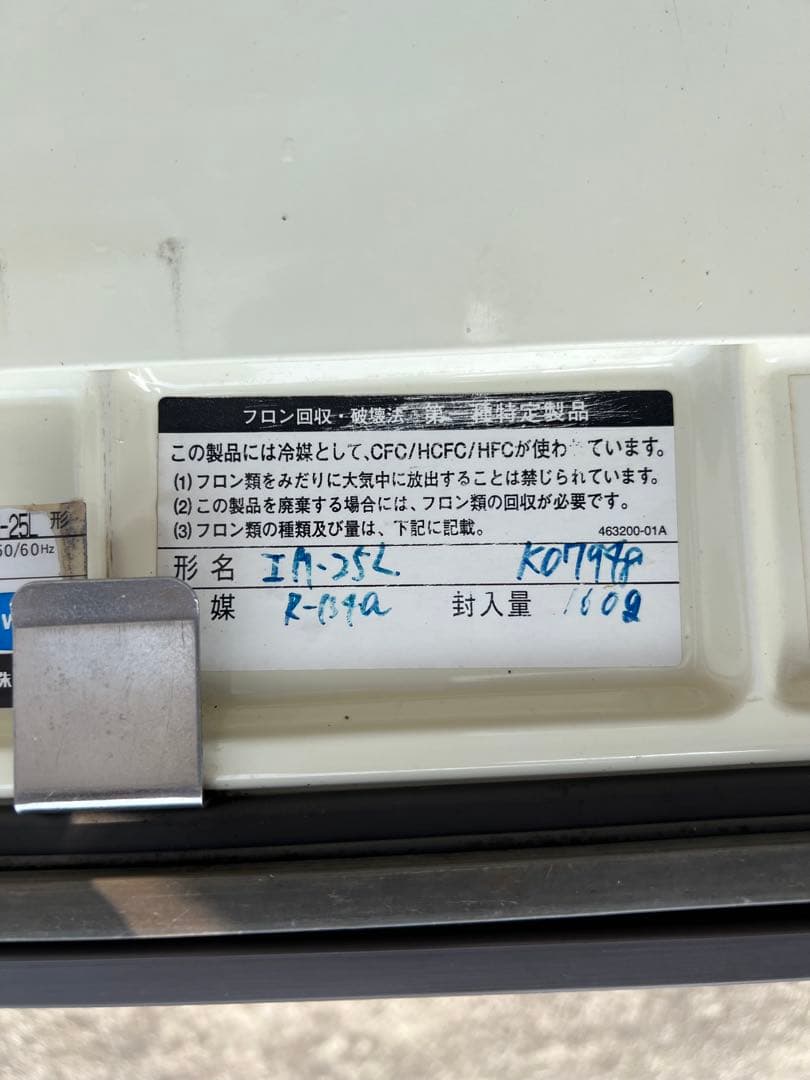 フロン回収・破壊法 第一種特定製品
この製品には冷媒として、CFC/HCFC/HFCが使われています。
(1) フロン類をみだりに大気中に放出することは禁じられています。
(2) この製品を廃棄する場合には、フロン類の回収が必要です。
(3) フロン類の種類及び量は、下記に記載。 463200-01A
形名 IM-25L
媒 R-134a 封入量 160g
-25L 形
50/60Hz
株